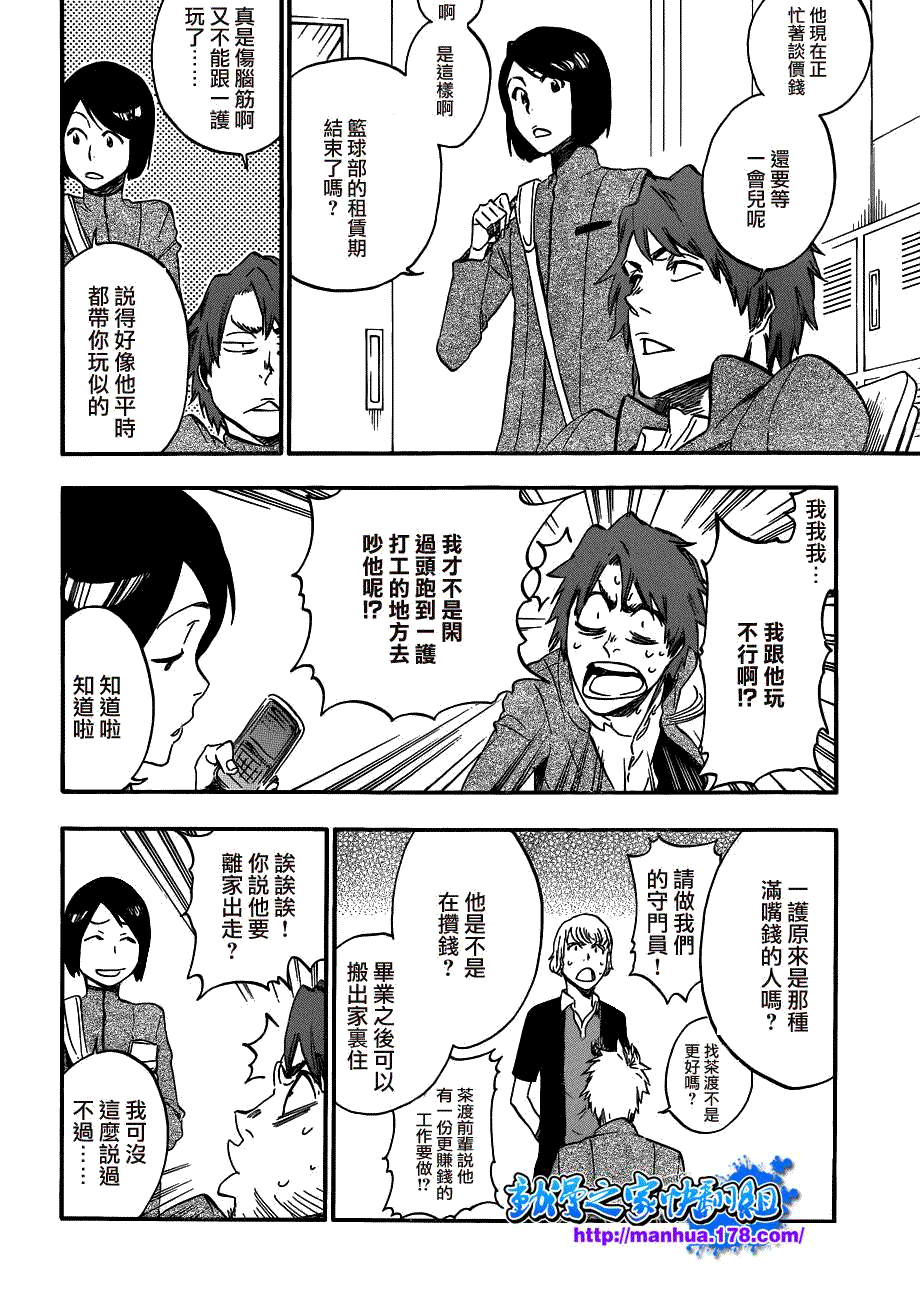 他現在正
忙著談價錢
還要等
一會兒呢
啊
是這樣啊
籃球部的租賃期
結束了嗎?
真是傷腦筋啊
又不能跟一護
玩了……
說得好像他平時
都帶你玩似的
我我我…
我跟他玩
不行啊!?
我才不是閑
過頭跑到一護
打工的地方去
吵他呢!?
知道啦
知道啦
一護原來是那種
滿嘴錢的人嗎?
請做我們
的守門員!
找茶渡不是
更好嗎?
他是不是
在攢錢?
畢業之後可以
搬出家裏住
茶渡前輩說他
有一份更賺錢的
工作要做!?
誒誒誒!
你說他要
離家出走?
我可沒
這麼說過
不過……
動漫之家快翻組
http://manhua.178.com/